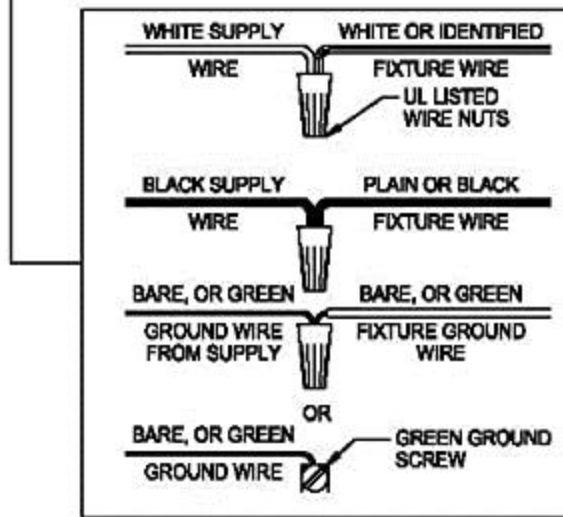 WHITE SUPPLY WHITE OR IDENTIFIED
WIRE FIXTURE WIRE
UL LISTED
WIRE NUTS
BLACK SUPPLY PLAIN OR BLACK
WIRE FIXTURE WIRE
BARE, OR GREEN BARE, OR GREEN
GROUND WIRE FIXTURE GROUND
FROM SUPPLY WIRE
OR
BARE, OR GREEN GREEN GROUND
GROUND WIRE SCREW